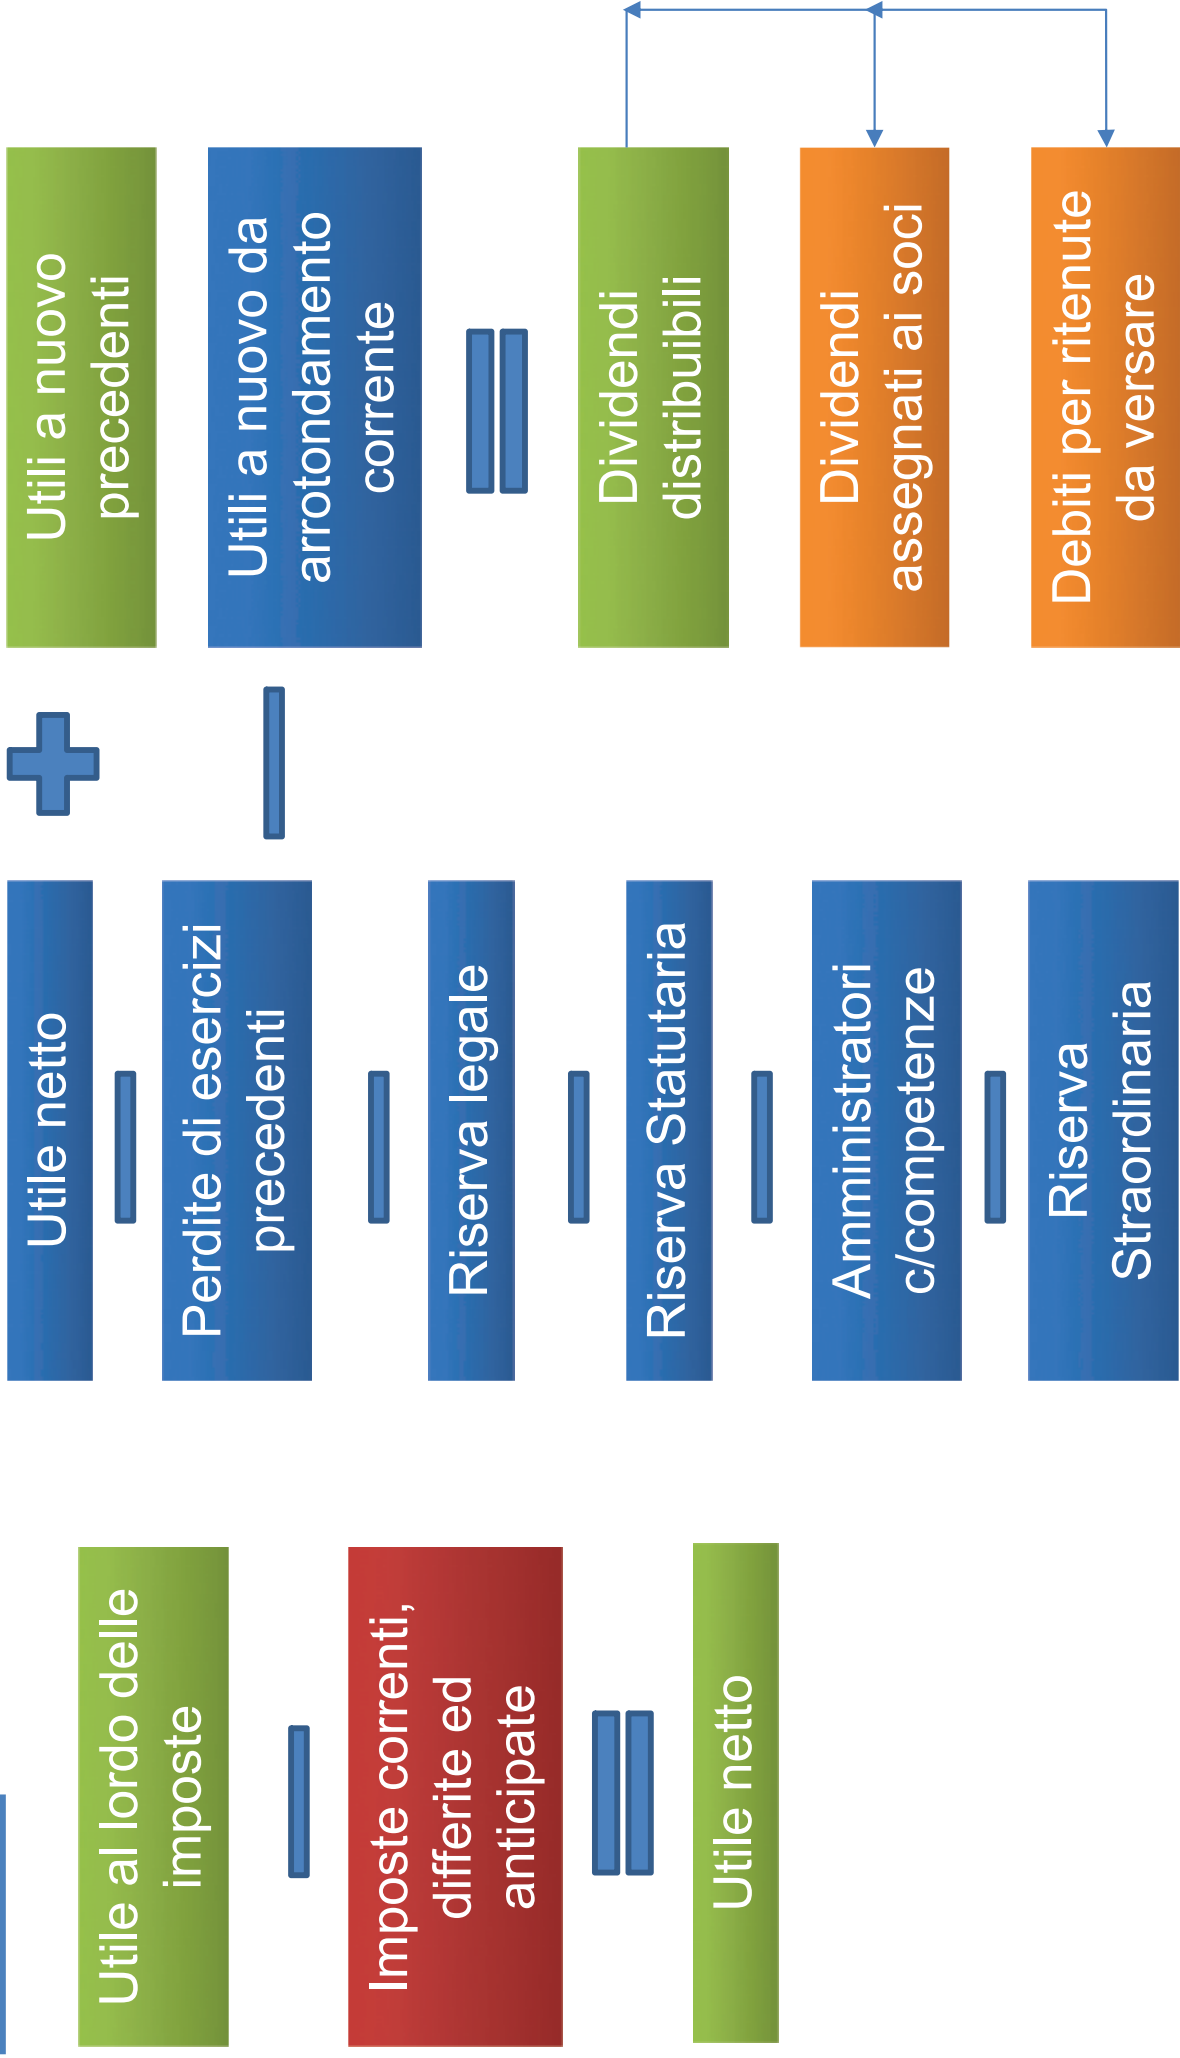 Utile al lordo delle
imposte
Imposte correnti,
differite ed
anticipate
Utile netto
Utile netto
Perdite di esercizi
precedenti
Riserva legale
Riserva Statutaria
Amministratori
c/competenze
Riserva
Straordinaria
Utili a nuovo
precedenti
Utili a nuovo da
arrotondamento
corrente
Dividendi
distribuibili
Dividendi
assegnati ai soci
Debiti per ritenute
da versare